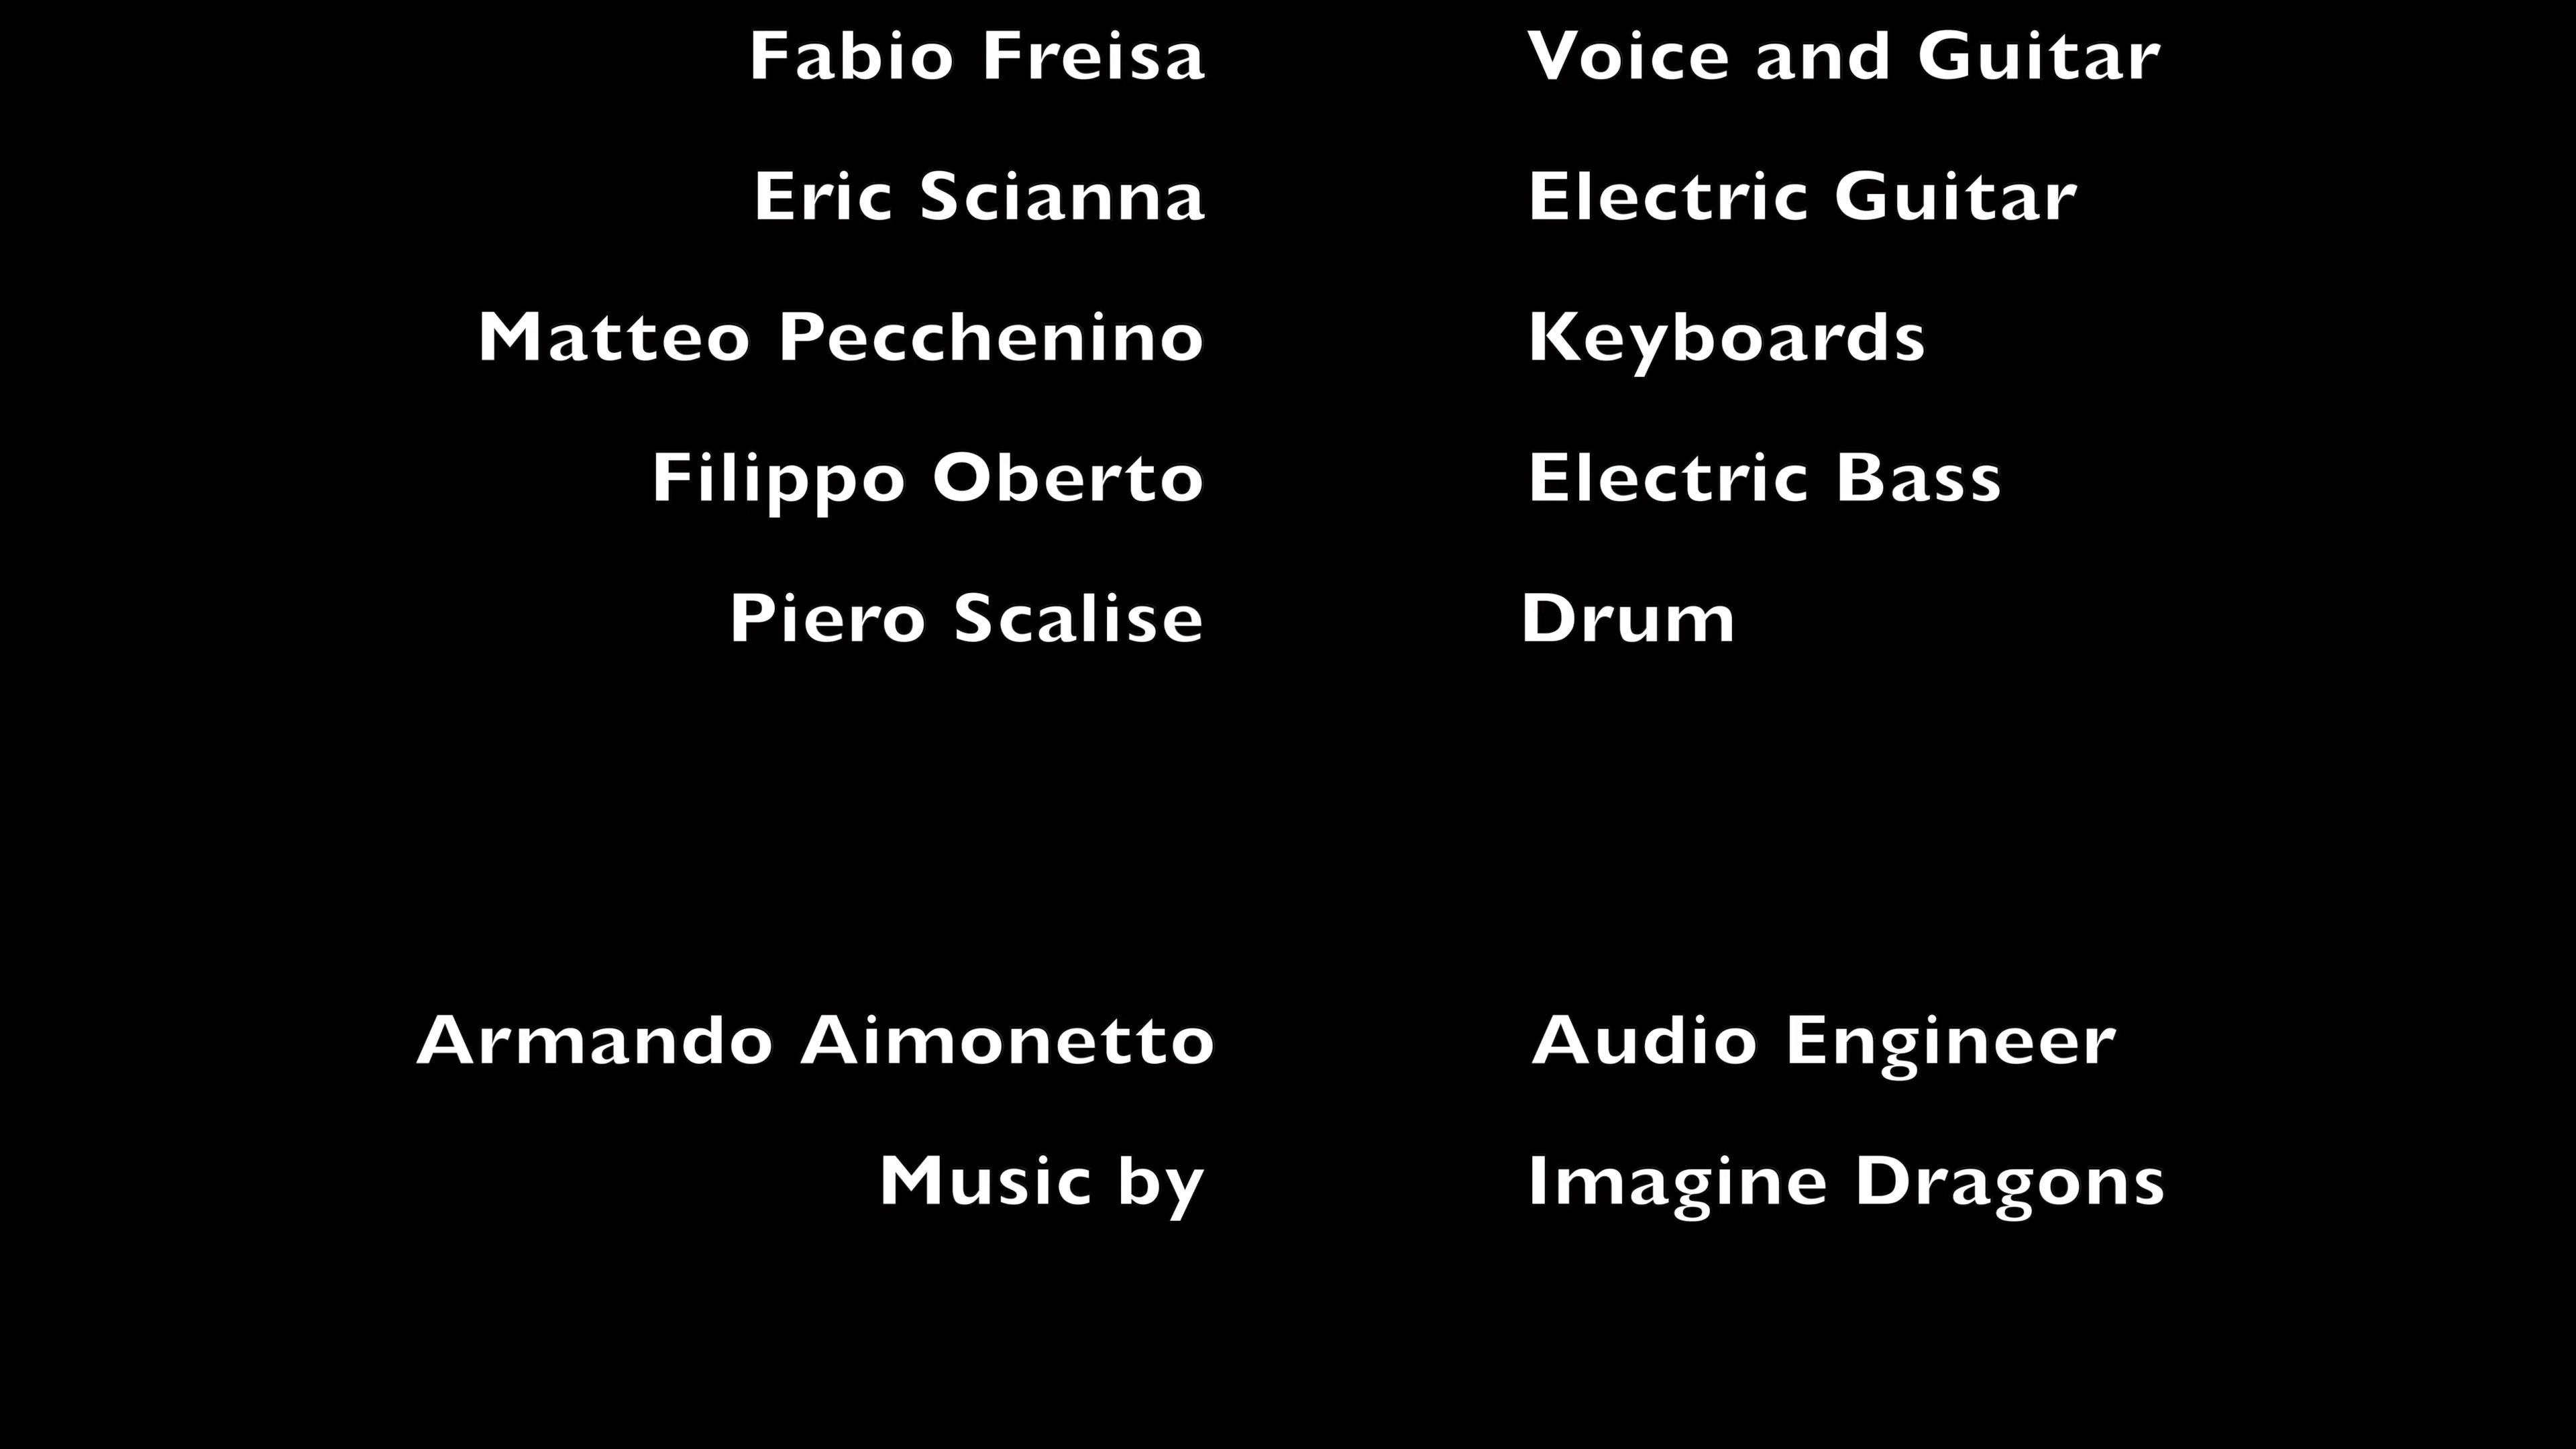 Fabio Freisa Voice and Guitar
Eric Scianna Electric Guitar
Matteo Pecchenino Keyboards
Filippo Oberto Electric Bass
Piero Scalise Drum
Armando Aimonetto Audio Engineer
Music by Imagine Dragons